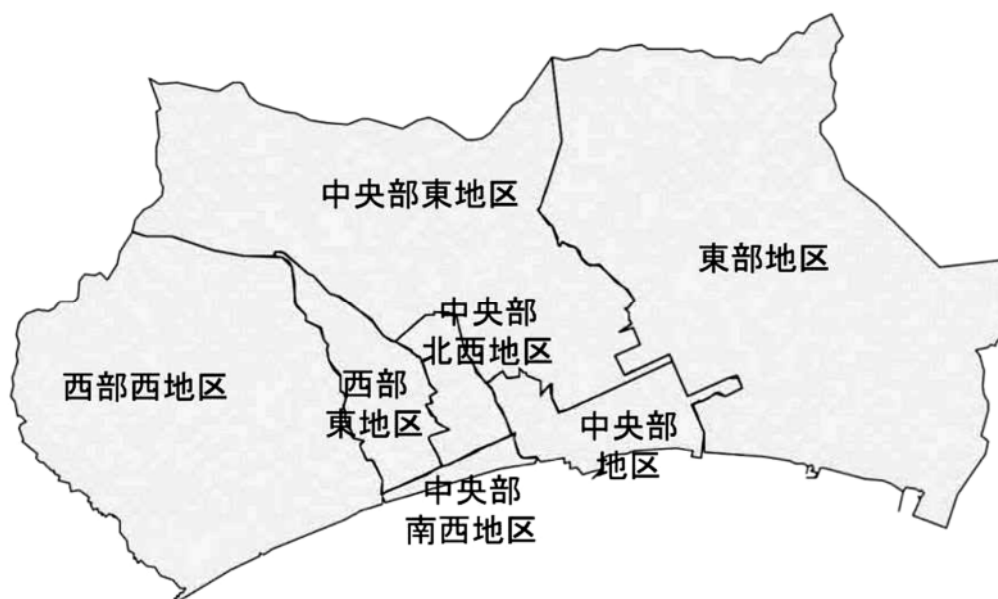 中央部東地区
東部地区
中央部
北西地区
西部西地区
西部
東地区
中央部
地区
中央部
南西地区